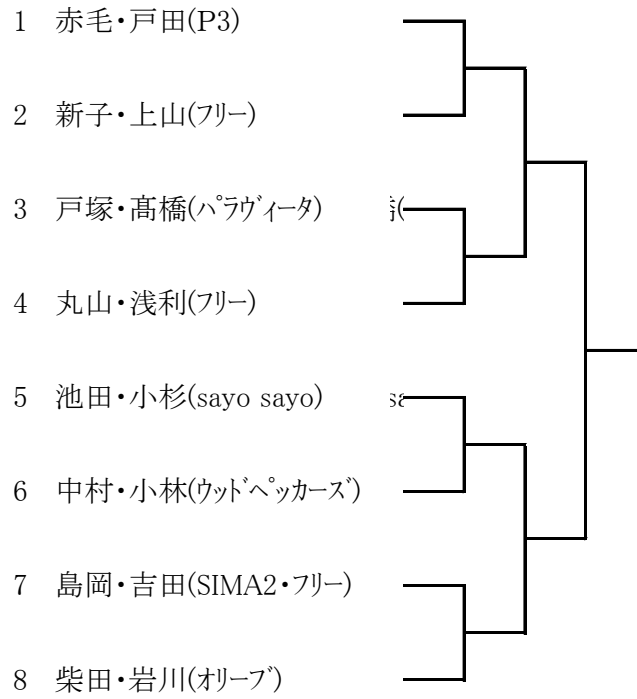 1 赤毛・戸田(P3)
2 新子・上山(ﾌﾘｰ)
3 戸塚・髙橋(ﾊﾟﾗｳﾞｨｰﾀ)
4 丸山・浅利(ﾌﾘｰ)
5 池田・小杉(sayo sayo)
6 中村・小林(ｳｯﾄﾞﾍﾟｯｶｰｽﾞ)
7 島岡・吉田(SIMA2・ﾌﾘｰ)
8 柴田・岩川(ｵﾘｰﾌﾞ)